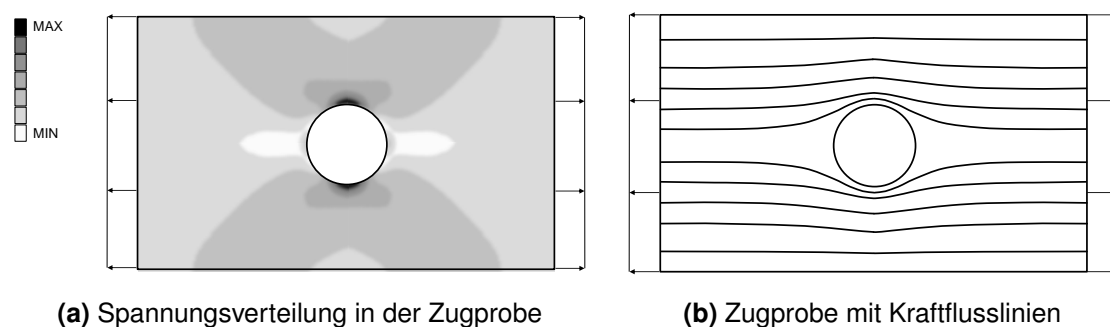 MAX
MIN
(a) Spannungsverteilung in der Zugprobe
(b) Zugprobe mit Kraftflusslinien